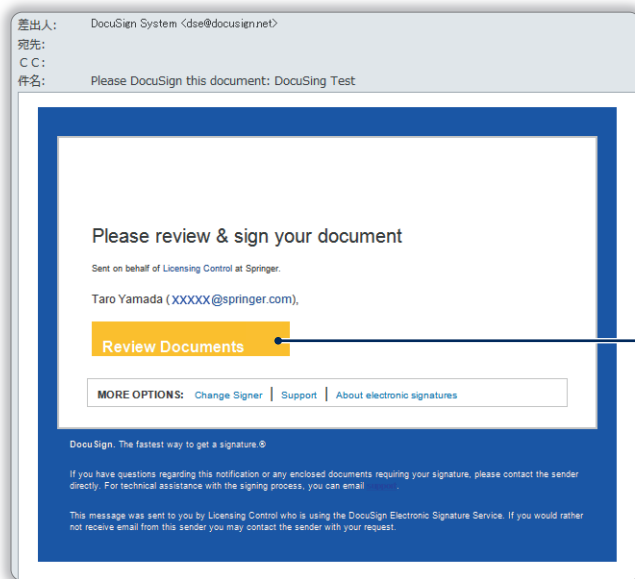 差出人: DocuSign System <dse@docusign.net>
宛先:
CC:
件名: Please DocuSign this document: DocuSing Test
Please review & sign your document
Sent on behalf of Licensing Control at Springer.
Taro Yamada (XXXXX@springer.com),
Review Documents
MORE OPTIONS: Change Signer | Support | About electronic signatures
DocuSign. The fastest way to get a signature.®
If you have questions regarding this notification or any enclosed documents requiring your signature, please contact the sender
directly. For technical assistance with the signing process, you can email
This message was sent to you by Licensing Control who is using the DocuSign Electronic Signature Service. If you would rather
not receive email from this sender you may contact the sender with your request.